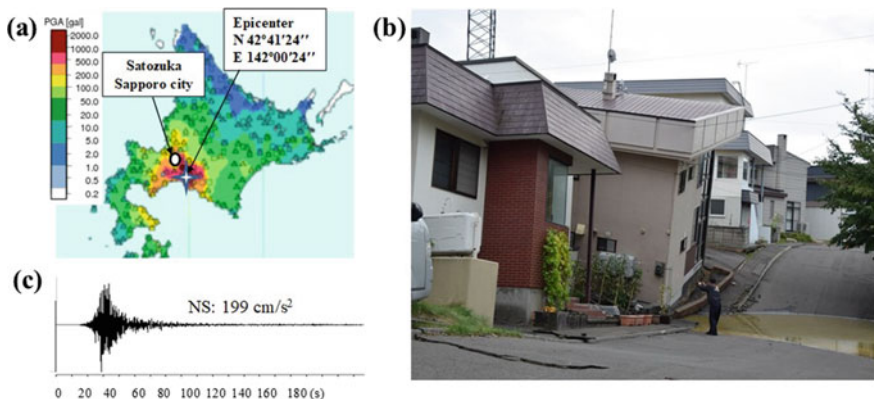 (a)
PGA [gal]
2000.0
1000.0
500.0
200.0
100.0
50.0
20.0
10.0
5.0
2.0
1.0
0.5
0.2
Satozuka
Sapporo city
Epicenter
N 42°41′24′′
E 142°00′24′′
(b)
(c)
NS: 199 cm/s²
0 20 40 60 80 100 120 140 160 180 (s)